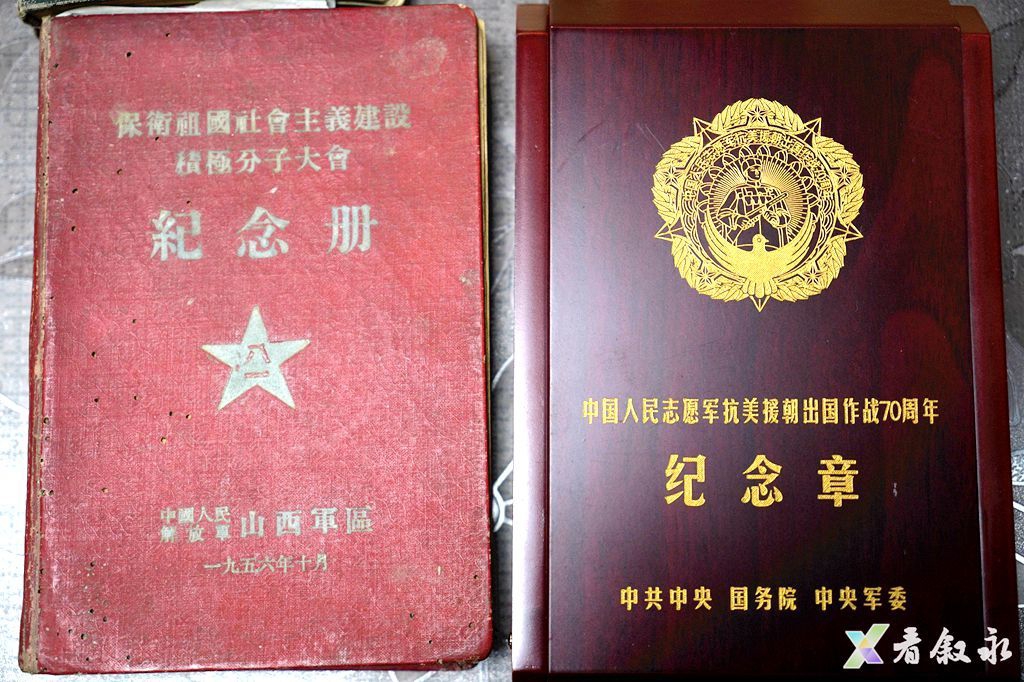 保衛祖國社會主義建設
積極分子大會
紀念册
八一
中國人民
解放軍
山西軍區
一九五六年十月
中国人民志愿军抗美援朝出国作战70周年
纪念章
中共中央 国务院 中央军委
看叙永